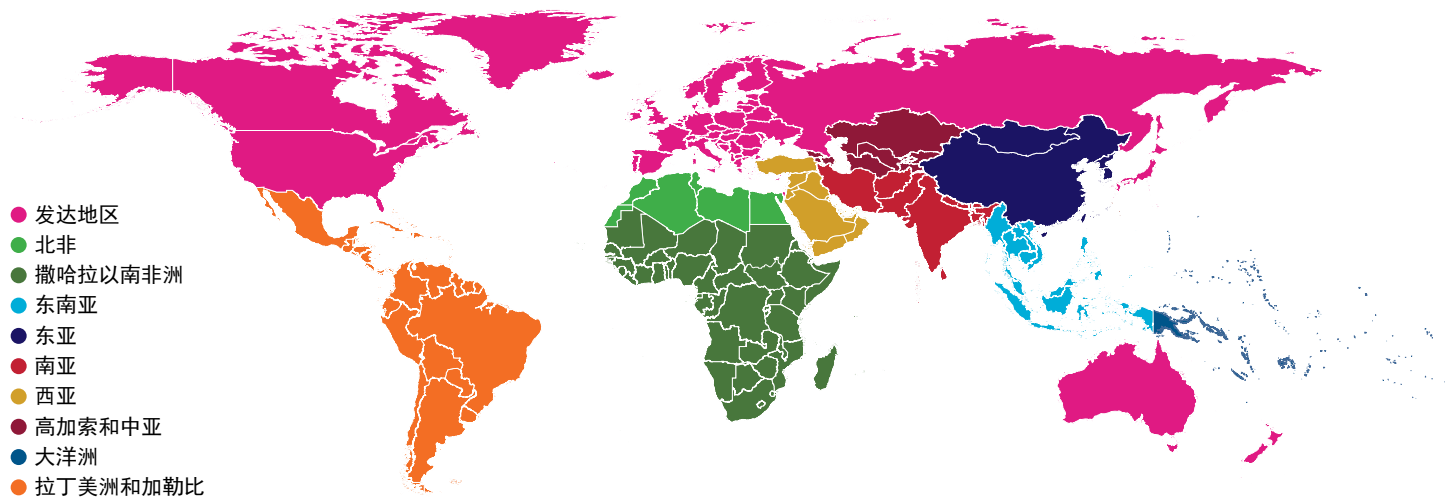 发达地区
北非
撒哈拉以南非洲
东南亚
东亚
南亚
西亚
高加索和中亚
大洋洲
拉丁美洲和加勒比